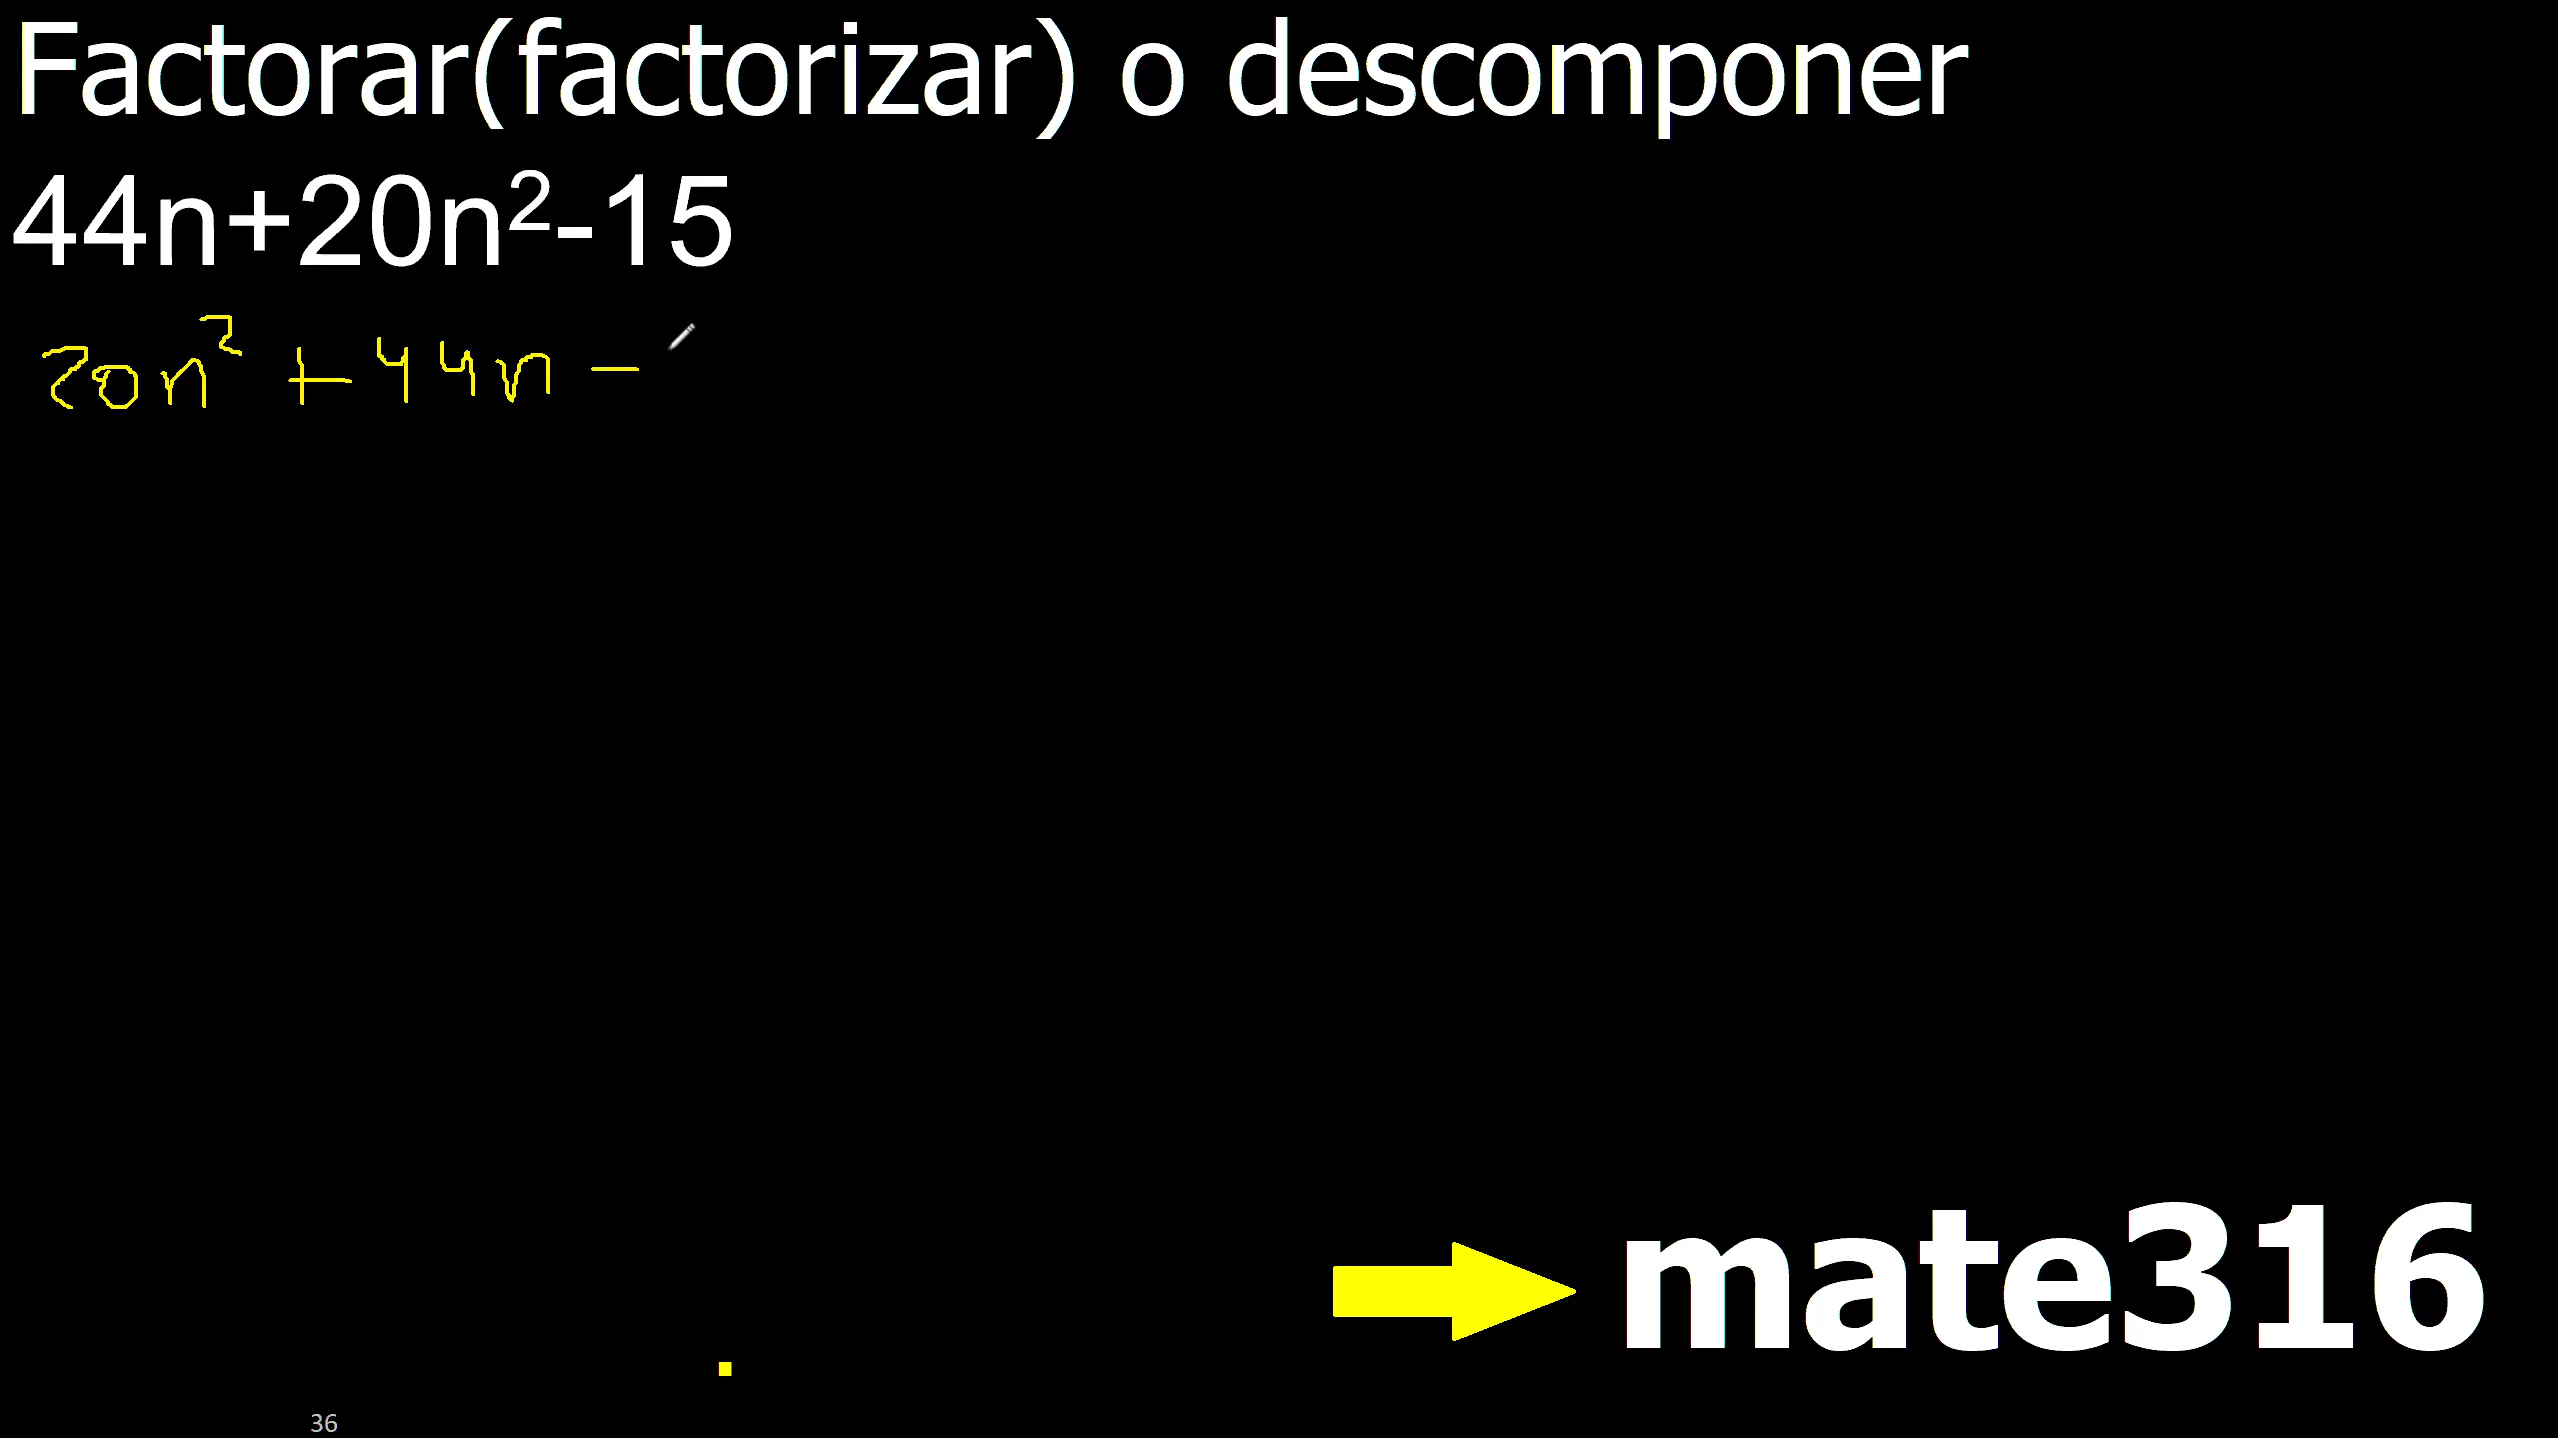 Factorar(factorizar) o descomponer
44n+20n²-15
20n² + 44n -
mate316
36